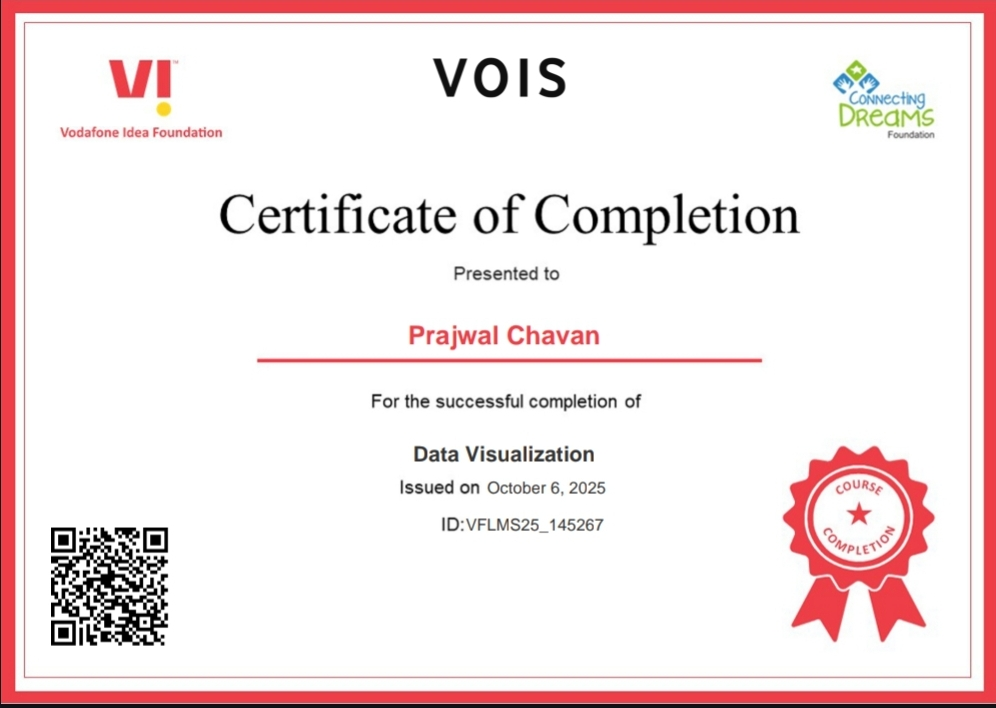 VI™
Vodafone Idea Foundation
VOIS
Connecting
Dreams
Foundation
Certificate of Completion
Presented to
Prajwal Chavan
For the successful completion of
Data Visualization
Issued on October 6, 2025
ID:VFLMS25_145267
COURSE
COMPLETION